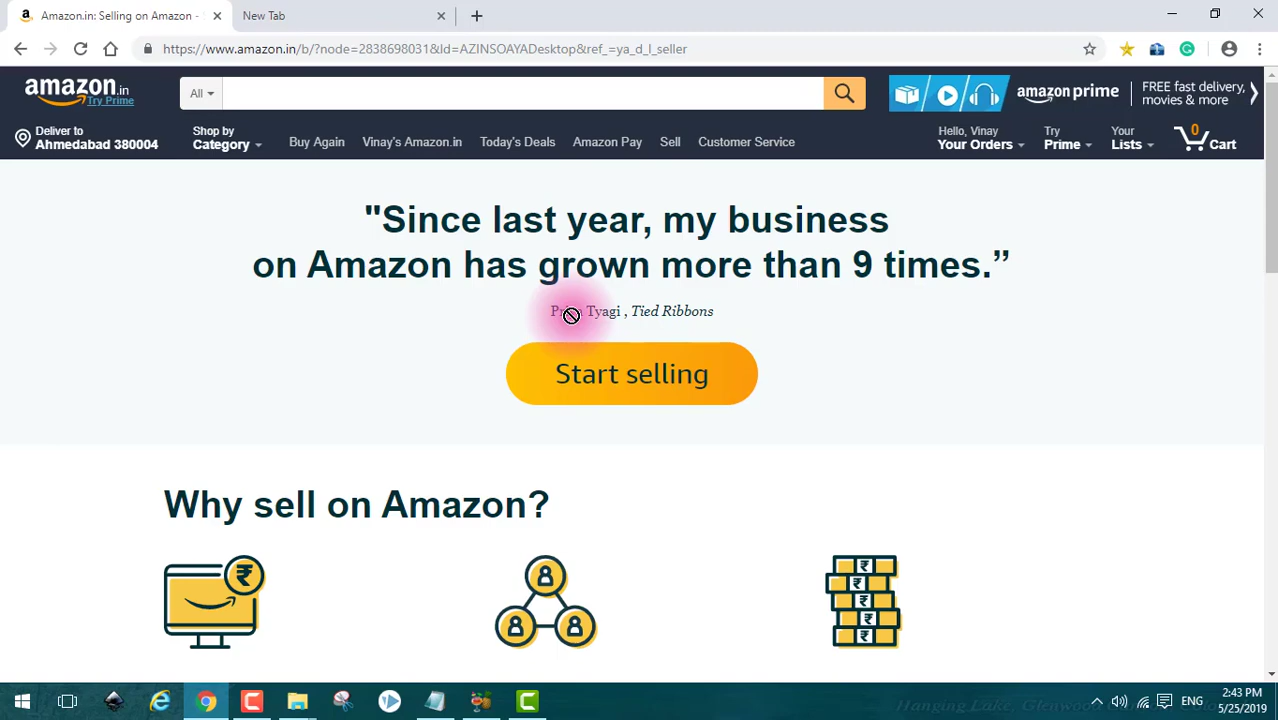 Amazon.in: Selling on Amazon -
New Tab
https://www.amazon.in/b/?node=2838698031&ld=AZINSOAYADesktop&ref_=ya_d_l_seller
amazon.in
Try Prime
All
amazon prime
FREE fast delivery,
movies & more
Deliver to
Ahmedabad 380004
Shop by
Category
Buy Again
Vinay's Amazon.in
Today's Deals
Amazon Pay
Sell
Customer Service
Hello, Vinay
Your Orders
Try
Prime
Your
Lists
0
Cart
"Since last year, my business
on Amazon has grown more than 9 times.”
Tyagi , Tied Ribbons
Start selling
Why sell on Amazon?
₹
₹
₹
₹
₹
₹
ENG
2:43 PM
5/25/2019
Hanging Lake, Glenwood